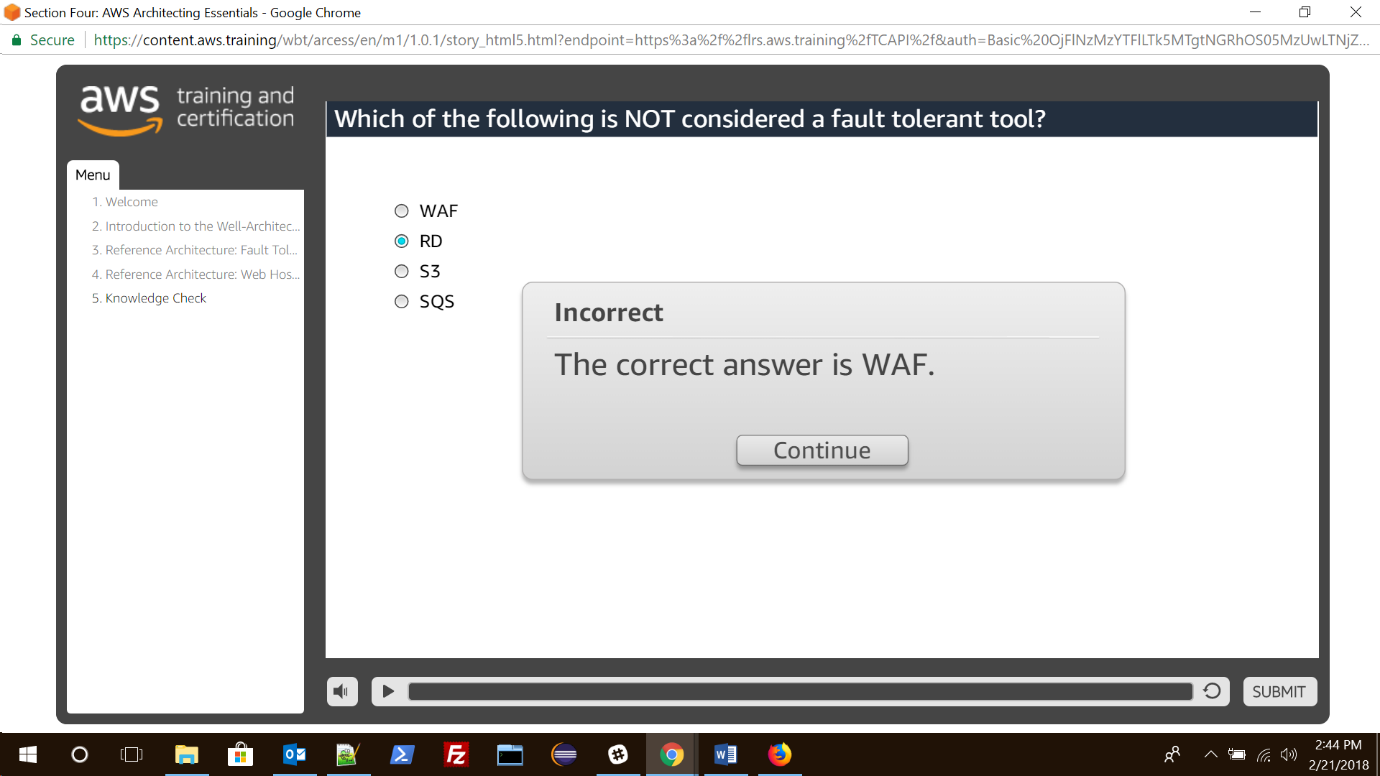 Section Four: AWS Architecting Essentials - Google Chrome
Secure https://content.aws.training/wbt/arcess/en/m1/1.0.1/story_html5.html?endpoint=https%3a%2f%2flrs.aws.training%2fTCAPI%2f&auth=Basic%20OjFlNzMzYTFlLTk5MTgtNGRhOS05MzUwLTNjZ...
aws training and
certification
Which of the following is NOT considered a fault tolerant tool?
Menu
1. Welcome
2. Introduction to the Well-Architec...
3. Reference Architecture: Fault Tol...
4. Reference Architecture: Web Hos...
5. Knowledge Check
WAF
RD
S3
SQS
Incorrect
The correct answer is WAF.
Continue
SUBMIT
2:44 PM
2/21/2018